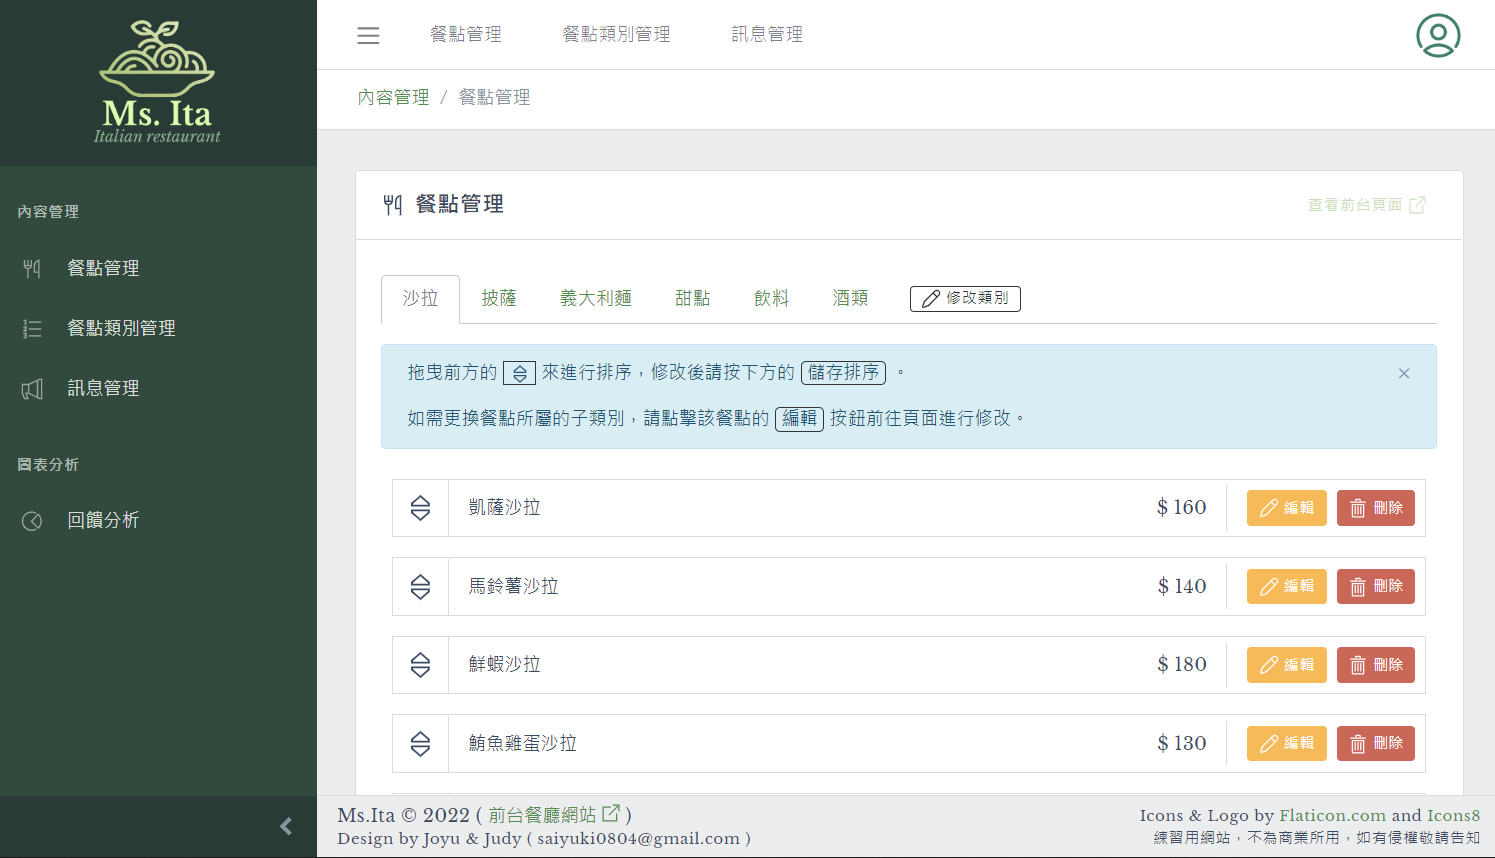 Ms. Ita
Italian restaurant
內容管理
餐點管理
餐點類別管理
訊息管理
圖表分析
回饋分析
餐點管理 餐點類別管理 訊息管理
內容管理 / 餐點管理
餐點管理
查看前台頁面
沙拉 披薩 義大利麵 甜點 飲料 酒類 修改類別
拖曳前方的 來進行排序，修改後請按下方的 儲存排序 。 ×
如需更換餐點所屬的子類別，請點擊該餐點的 編輯 按鈕前往頁面進行修改。
凱薩沙拉 $ 160 編輯 刪除
馬鈴薯沙拉 $ 140 編輯 刪除
鮮蝦沙拉 $ 180 編輯 刪除
鮪魚雞蛋沙拉 $ 130 編輯 刪除
Ms.Ita © 2022 ( 前台餐廳網站 )
Design by Joyu & Judy ( saiyuki0804@gmail.com )
Icons & Logo by Flaticon.com and Icons8
練習用網站，不為商業所用，如有侵權敬請告知